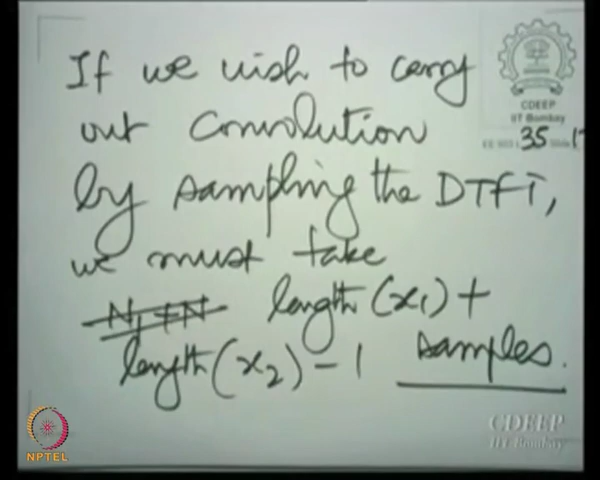 If we wish to carry
out Convolution
by sampling the DTFT,
we must take
N1+N length (x1) +
length (x2) - 1 samples.
CDEEP
IIT Bombay
35
CDEEP
IIT Bombay
NPTEL